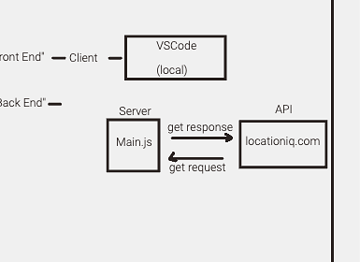 VSCode
(local)
ront End"
Client
Back End"
Server
API
Main.js
get response
get request
locationiq.com